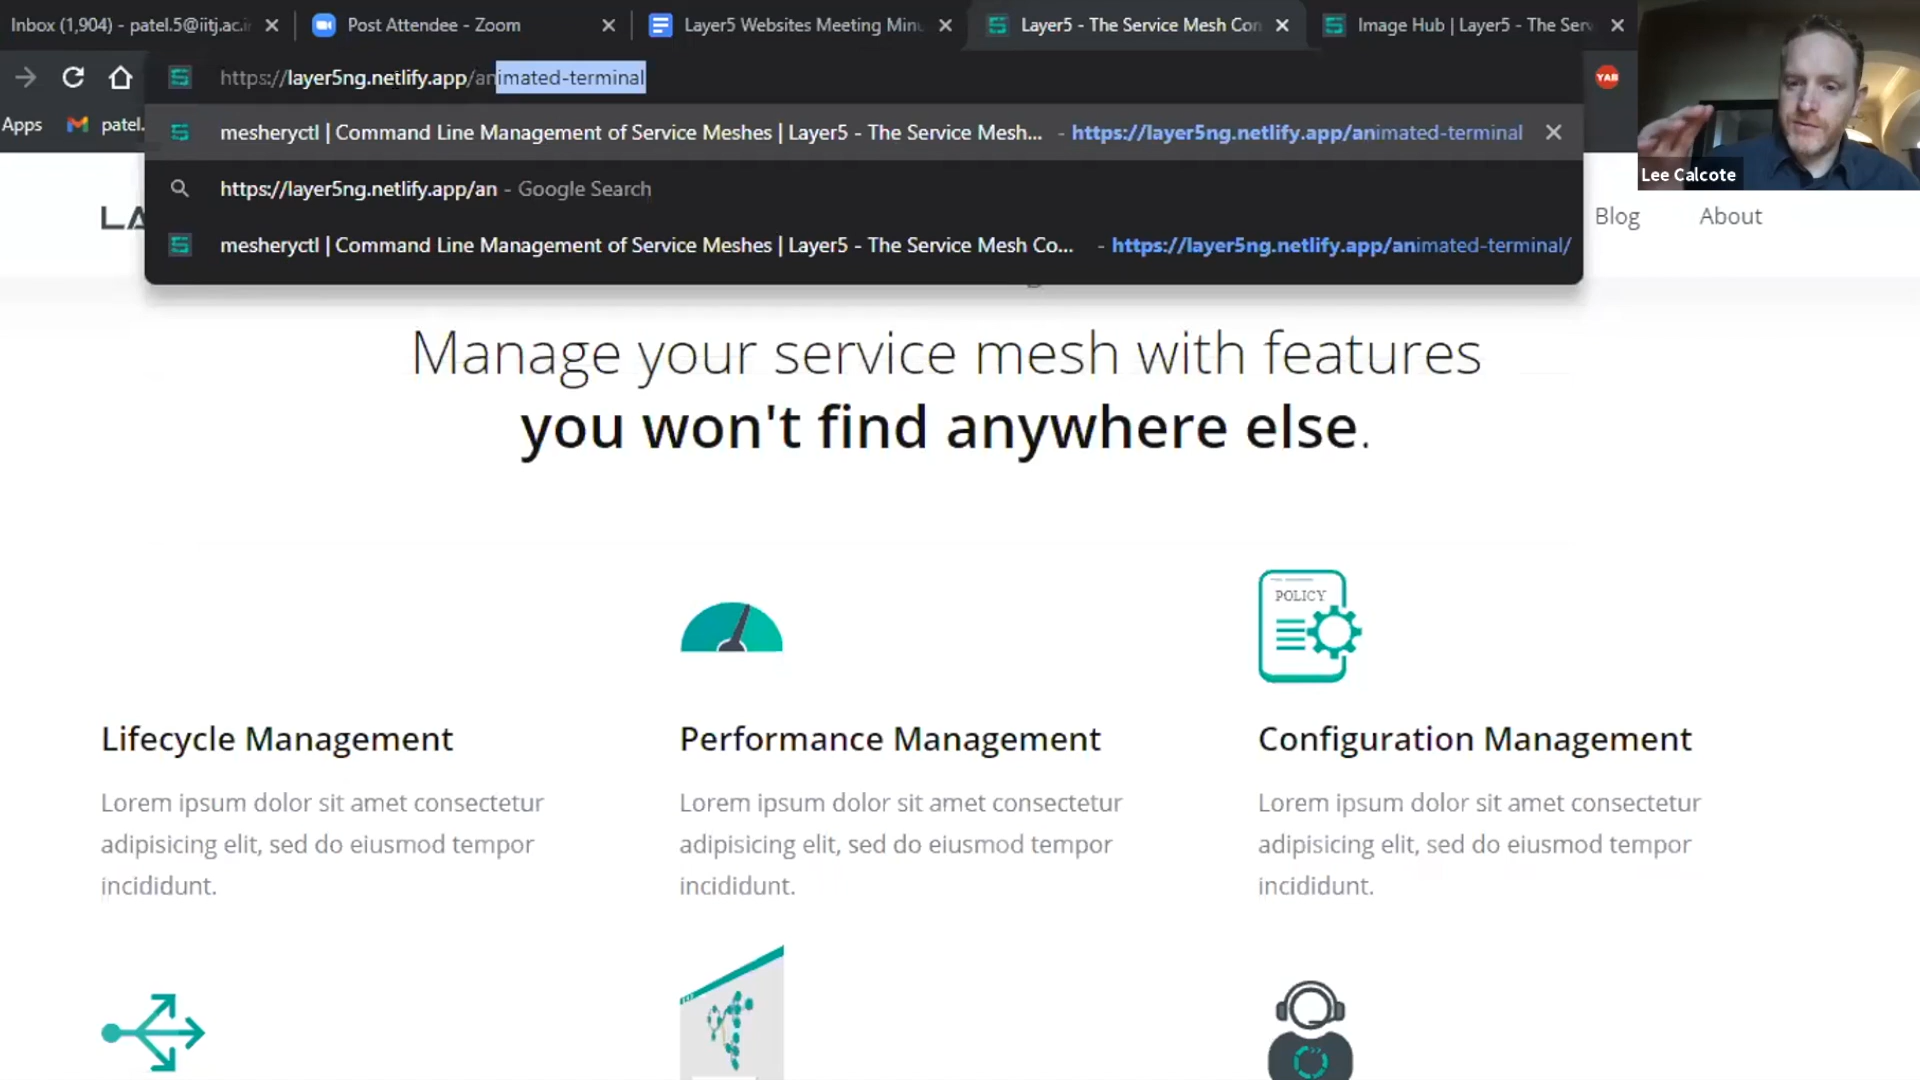 Inbox (1,904) - patel.5@iitj.ac.i
Post Attendee - Zoom
Layer5 Websites Meeting Minu
Layer5 - The Service Mesh Con
Image Hub | Layer5 - The Serv
https://layer5ng.netlify.app/animated-terminal
YAB
Apps
patel.
mesheryctl | Command Line Management of Service Meshes | Layer5 - The Service Mesh... - https://layer5ng.netlify.app/animated-terminal
https://layer5ng.netlify.app/an - Google Search
mesheryctl | Command Line Management of Service Meshes | Layer5 - The Service Mesh Co... - https://layer5ng.netlify.app/animated-terminal/
Lee Calcote
LA
Blog
About
Manage your service mesh with features
you won't find anywhere else.
POLICY
Lifecycle Management
Performance Management
Configuration Management
Lorem ipsum dolor sit amet consectetur
adipisicing elit, sed do eiusmod tempor
incididunt.
Lorem ipsum dolor sit amet consectetur
adipisicing elit, sed do eiusmod tempor
incididunt.
Lorem ipsum dolor sit amet consectetur
adipisicing elit, sed do eiusmod tempor
incididunt.